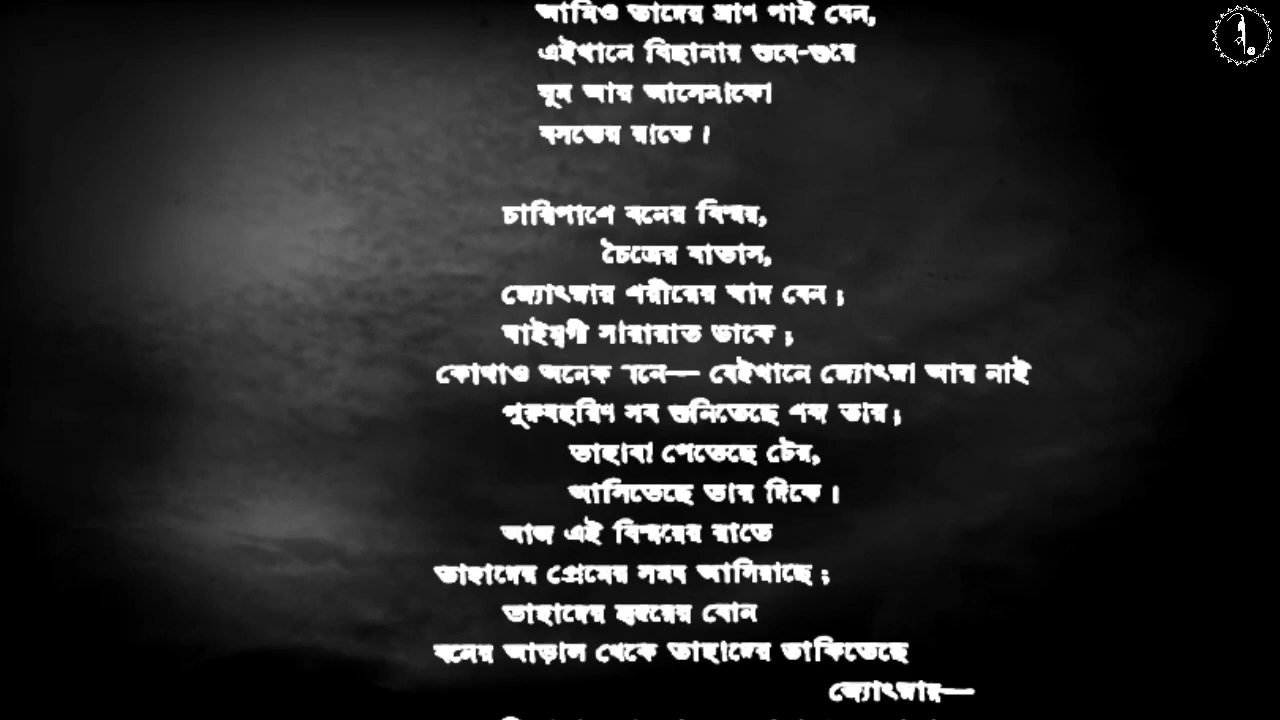 আমিও তাদের ঘ্রাণ পাই যেন,
এইখানে বিছানায় শুয়ে-শুয়ে
ঘুম আর আসেনাকো
বসন্তের রাতে।
চারিপাশে বনের বিস্ময়,
চৈত্রের বাতাস,
জ্যোৎস্নার শরীরের স্বাদ যেন;
ঘাইমৃগী সারারাত ডাকে;
কোথাও অনেক বনে— যেইখানে জ্যোৎস্না আর নাই
পুরুষহরিণ সব শুনিতেছে শব্দ তার;
তাহারা পেতেছে টের,
আসিতেছে তার দিকে।
আজ এই বিস্ময়ের রাতে
তাহাদের প্রেমের সময় আসিয়াছে;
তাহাদের হৃদয়ের বোন
বনের আড়াল থেকে তাহাদের ডাকিতেছে
জ্যোৎস্নায়—